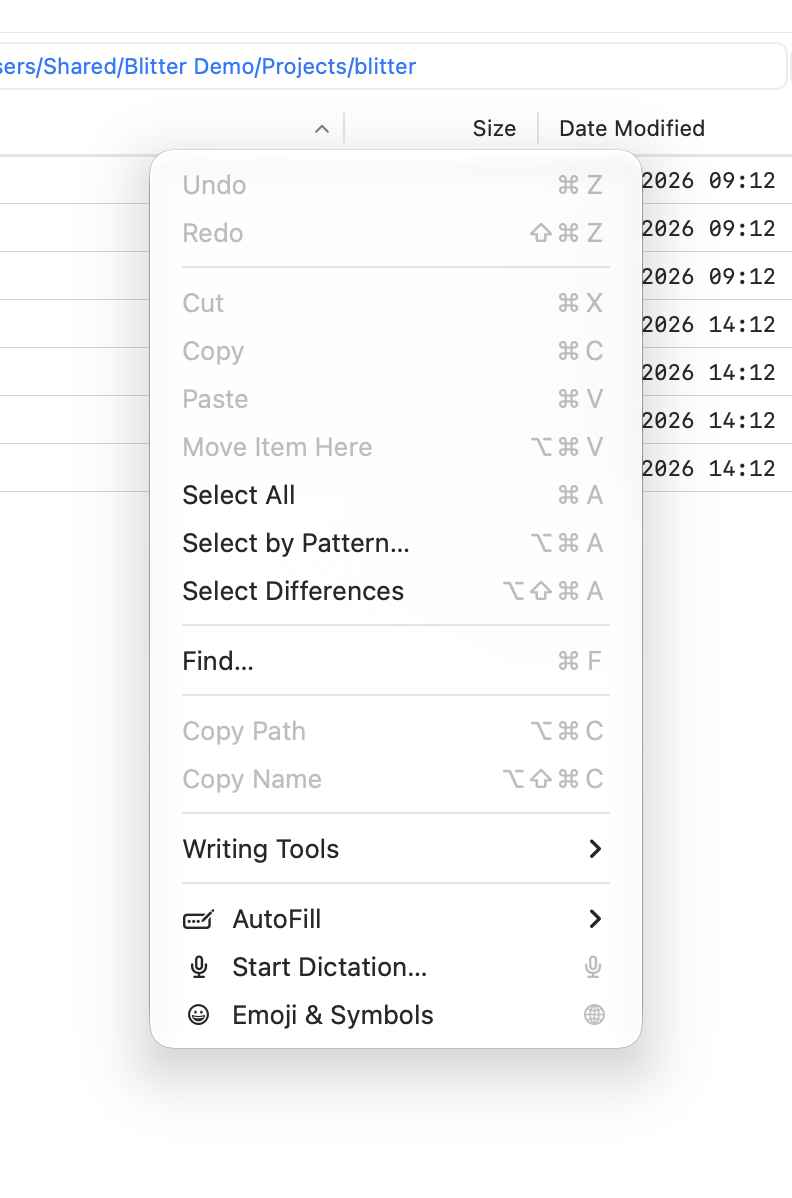 sers/Shared/Blitter Demo/Projects/blitter
Size Date Modified
2026 09:12
2026 09:12
2026 09:12
2026 14:12
2026 14:12
2026 14:12
2026 14:12
Undo ⌘ Z
Redo ⇧ ⌘ Z
Cut ⌘ X
Copy ⌘ C
Paste ⌘ V
Move Item Here ⌥ ⌘ V
Select All ⌘ A
Select by Pattern... ⌥ ⌘ A
Select Differences ⌥ ⇧ ⌘ A
Find... ⌘ F
Copy Path ⌥ ⌘ C
Copy Name ⌥ ⇧ ⌘ C
Writing Tools
AutoFill
Start Dictation...
Emoji & Symbols